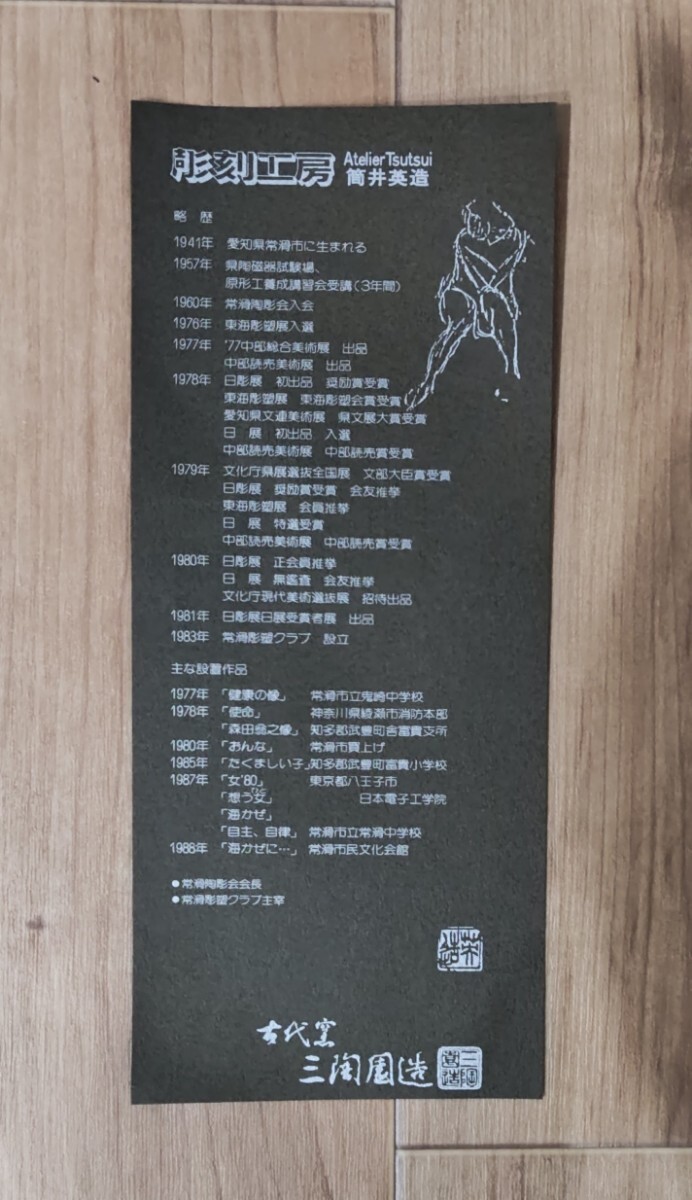 彫刻工房 Atelier Tsutsui
筒井英造
略 歴
1941年 愛知県常滑市に生まれる
1957年 県陶磁器試験場、
原形工養成講習会受講(3年間)
1960年 常滑陶彫会入会
1976年 東海彫塑展入選
1977年 '77中部総合美術展 出品
中部読売美術展 出品
1978年 日彫展 初出品 奨励賞受賞
東海彫塑展 東海彫塑会賞受賞
愛知県文連美術展 県文展大賞受賞
日 展 初出品 入選
中部読売美術展 中部読売賞受賞
1979年 文化庁県展選抜全国展 文部大臣賞受賞
日彫展 奨励賞受賞 会友推挙
東海彫塑展 会員推挙
日 展 特選受賞
中部読売美術展 中部読売賞受賞
1980年 日彫展 正会員推挙
日 展 無鑑査 会友推挙
文化庁現代美術選抜展 招待出品
1981年 日彫展日展受賞者展 出品
1983年 常滑彫塑クラブ 設立
主な設置作品
1977年 「健康の像」 常滑市立鬼崎中学校
1978年 「使命」 神奈川県綾瀬市消防本部
「森田翁之像」 知多郡武豊町舎富貴支所
1980年 「おんな」 常滑市買上げ
1985年 「たくましい子」知多郡武豊町富貴小学校
1987年 「女'80」 東京都八王子市
「想う女」 日本電子工学院
「海かぜ」
「自主、自律」 常滑市立常滑中学校
1988年 「海かぜに…」 常滑市民文化会館
●常滑陶彫会会長
●常滑彫塑クラブ主宰
英造
古代窯
三陶園造